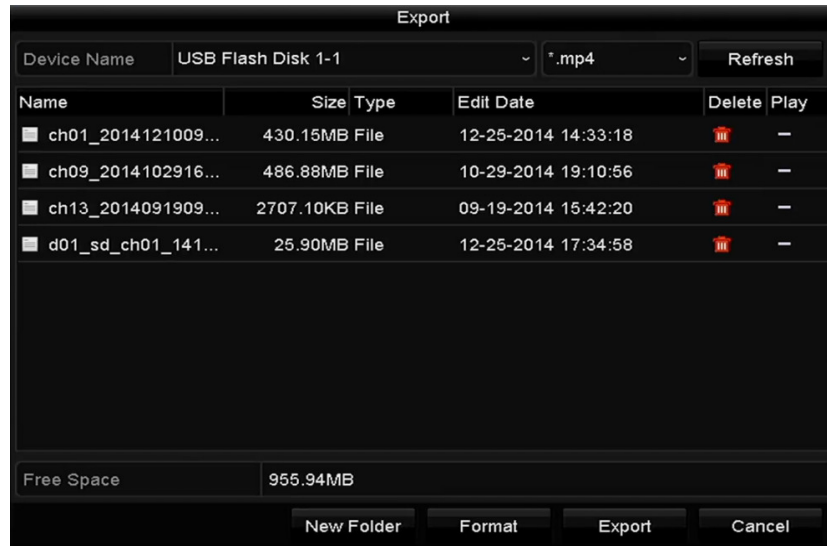 Export
Device Name USB Flash Disk 1-1 *.mp4 Refresh
Name Size Type Edit Date Delete Play
ch01_2014121009... 430.15MB File 12-25-2014 14:33:18
ch09_2014102916... 486.88MB File 10-29-2014 19:10:56
ch13_2014091909... 2707.10KB File 09-19-2014 15:42:20
d01_sd_ch01_141... 25.90MB File 12-25-2014 17:34:58
Free Space 955.94MB
New Folder Format Export Cancel